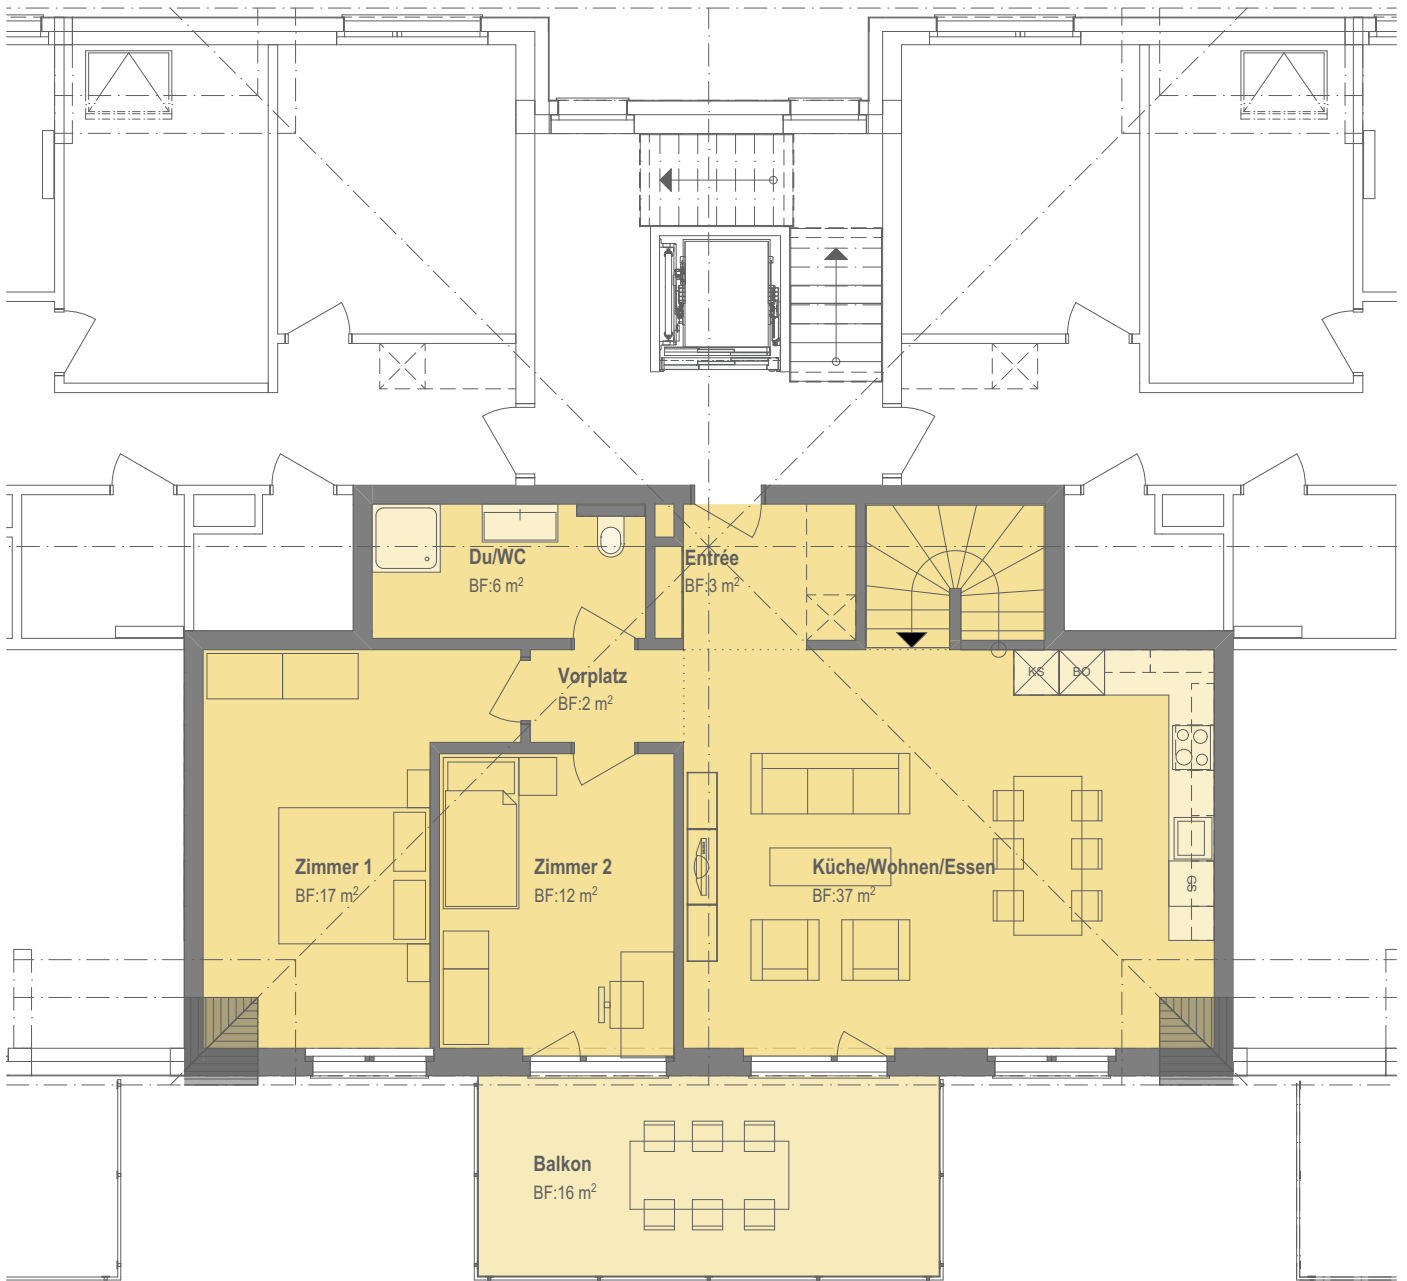 Du/WC
BF:6 m²
Entrée
BF:3 m²
Vorplatz
BF:2 m²
KS
BO
Zimmer 1
BF:17 m²
Zimmer 2
BF:12 m²
Küche/Wohnen/Essen
BF:37 m²
GS
Balkon
BF:16 m²